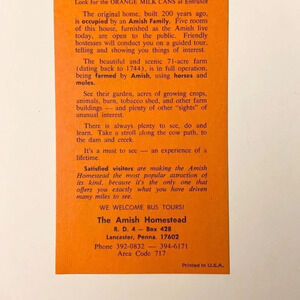 Look for the ORANGE MILK CANS at Entrance
The original home, built 200 years ago,
is occupied by an Amish Family. Five rooms
of this house, furnished as the Amish live
today, are open to the public. Friendly
hostesses will conduct you on a guided tour,
telling and showing you things of interest.
The beautiful and scenic 71-acre farm
(dating back to 1744), is in full operation;
being farmed by Amish, using horses and
mules.
See their garden, acres of growing crops,
animals, barn, tobacco shed, and other farm
buildings — and plenty of other "sights" of
unusual interest.
There is always plenty to see, do and
learn. Take a stroll along the cow path, to
the dam and creek.
It's a must to see — an experience of a
lifetime.
Satisfied visitors are making the Amish
Homestead the most popular attraction of
its kind, because it's the only one that
offers you exactly what you have driven
many miles to see.
WE WELCOME BUS TOURS!
The Amish Homestead
R. D. 4 — Box 428
Lancaster, Penna. 17602
Phone 392-0832 — 394-6171
Area Code 717
Printed in U.S.A.